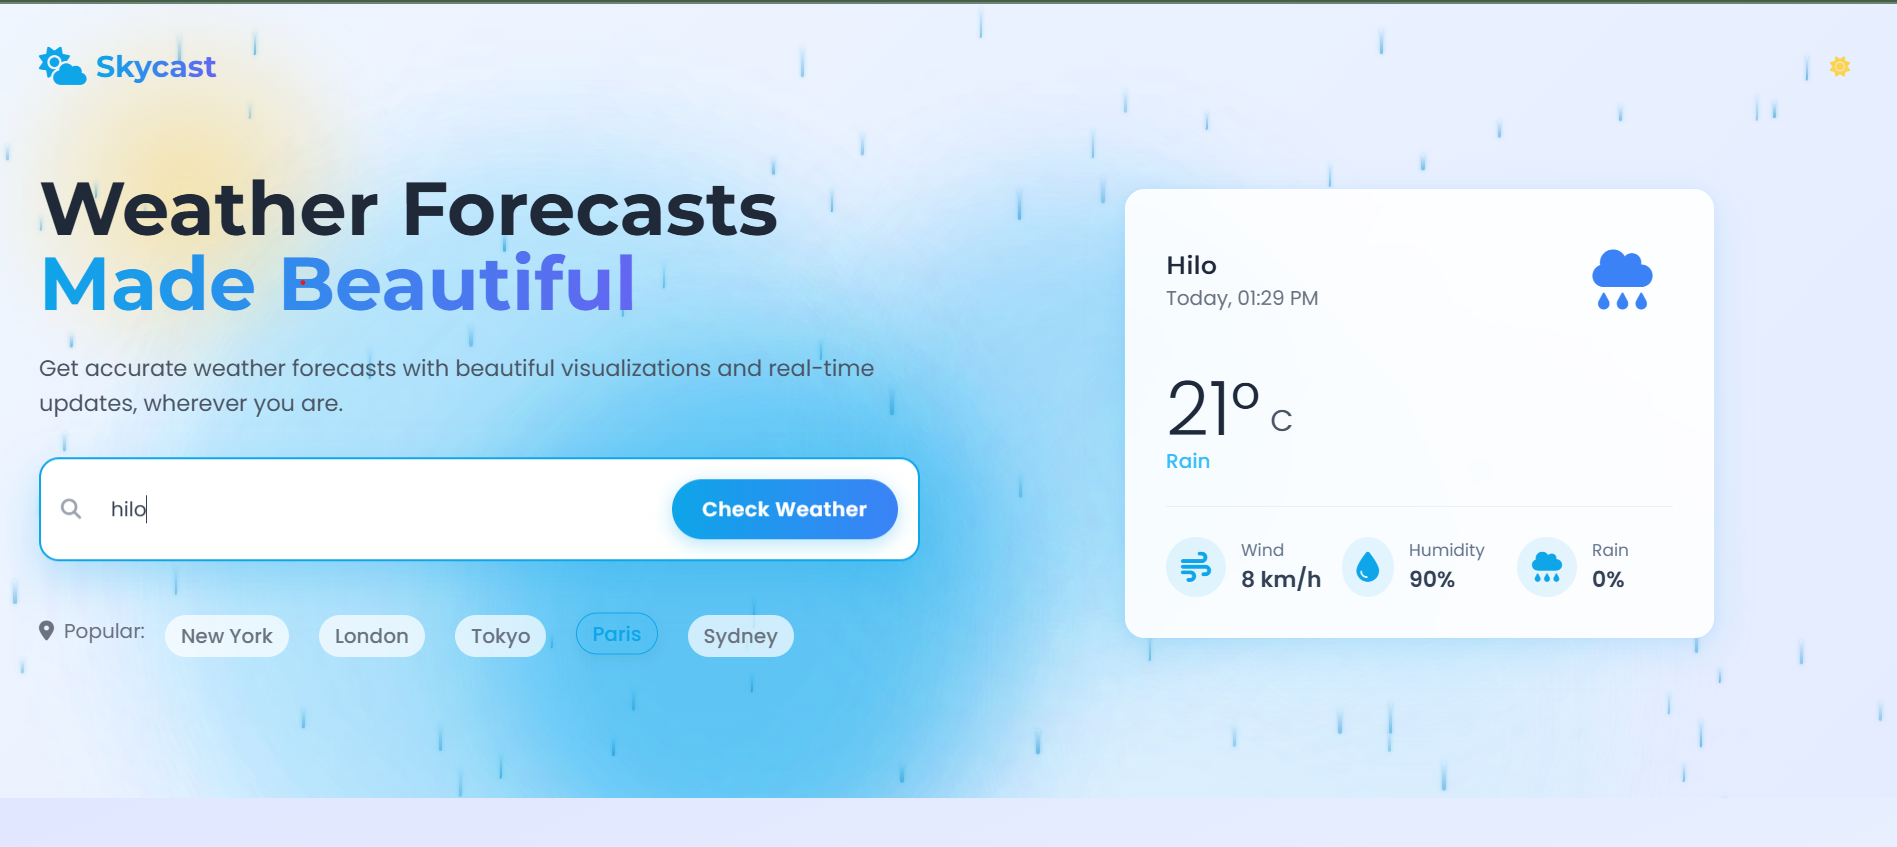 Skycast
Weather Forecasts
Made Beautiful
Get accurate weather forecasts with beautiful visualizations and real-time
updates, wherever you are.
hilo
Check Weather
Popular:
New York
London
Tokyo
Paris
Sydney
Hilo
Today, 01:29 PM
21° C
Rain
Wind
8 km/h
Humidity
90%
Rain
0%